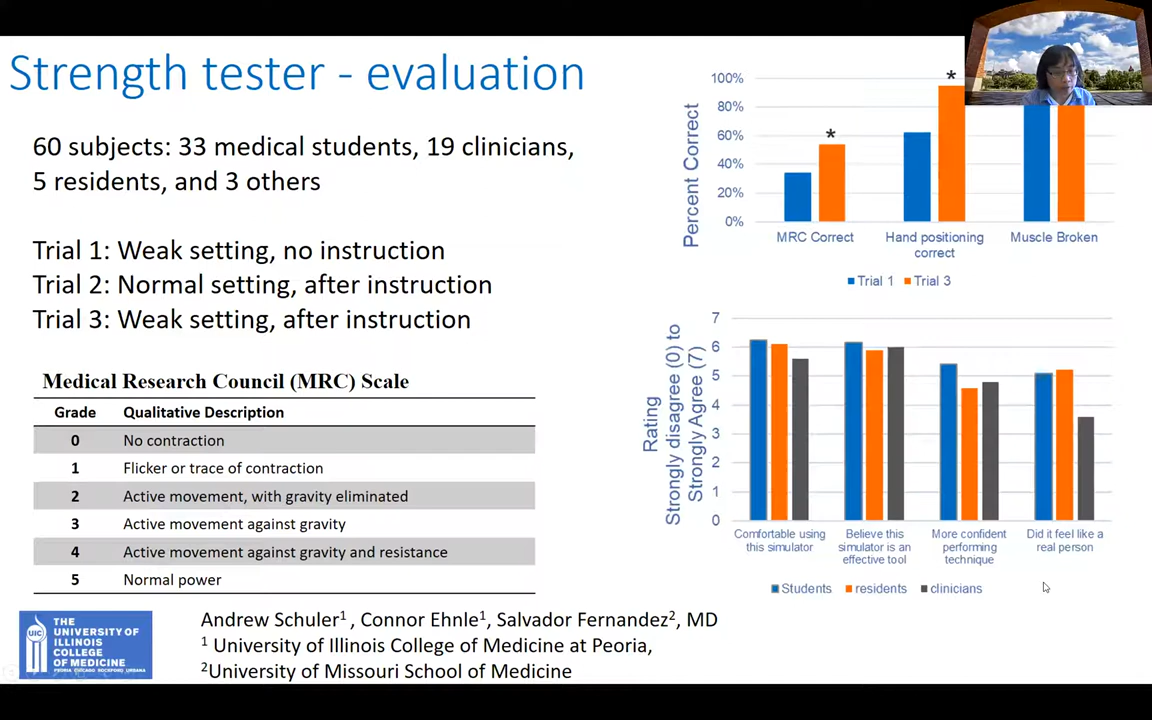 Strength tester - evaluation
60 subjects: 33 medical students, 19 clinicians,
5 residents, and 3 others
Trial 1: Weak setting, no instruction
Trial 2: Normal setting, after instruction
Trial 3: Weak setting, after instruction
Medical Research Council (MRC) Scale
Grade Qualitative Description
0 No contraction
1 Flicker or trace of contraction
2 Active movement, with gravity eliminated
3 Active movement against gravity
4 Active movement against gravity and resistance
5 Normal power
THE
UNIVERSITY OF
ILLINOIS
COLLEGE
OF MEDICINE
UIC
PEORIA CHICAGO ROCKFORD URBANA
Andrew Schuler¹ , Connor Ehnle¹, Salvador Fernandez², MD
¹ University of Illinois College of Medicine at Peoria,
²University of Missouri School of Medicine
Percent Correct
100%
80%
60%
40%
20%
0%
*
*
MRC Correct
Hand positioning
correct
Muscle Broken
Trial 1 Trial 3
Rating
Strongly disagree (0) to
Strongly Agree (7)
7
6
5
4
3
2
1
0
Comfortable using
this simulator
Believe this
simulator is an
effective tool
More confident
performing
technique
Did it feel like a
real person
Students residents clinicians